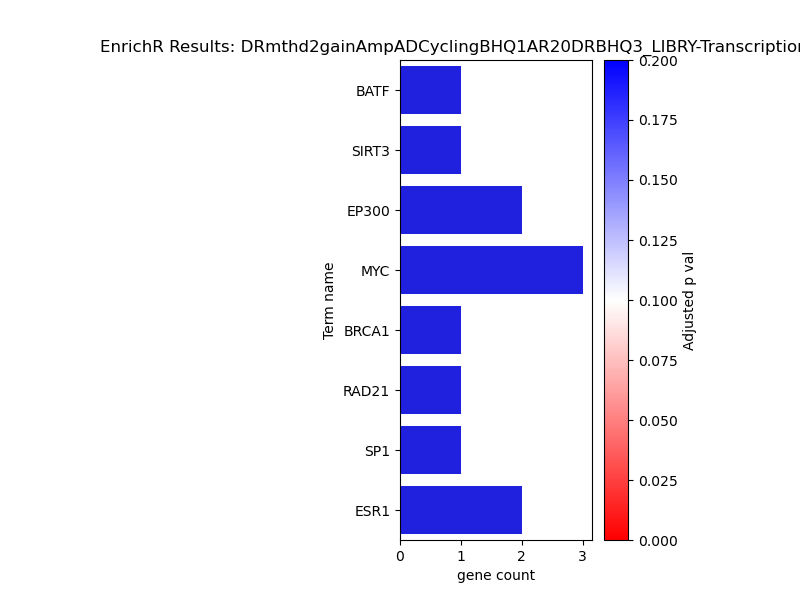 EnrichR Results: DRmthd2gainAmpADCyclingBHQ1AR20DRBHQ3_LIBRY-Transcription
BATF
SIRT3
EP300
MYC
BRCA1
RAD21
SP1
ESR1
Term name
0 1 2 3
gene count
0.200
0.175
0.150
0.125
0.100
0.075
0.050
0.025
0.000
Adjusted p val